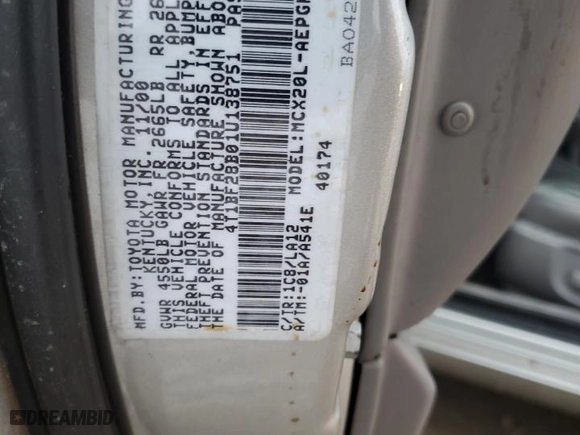 MFD. BY: TOYOTA MOTOR MANUFACTURING
KENTUCKY, INC. 11/00
GVWR 4550LB GAWR FR 2665LB RR 26
THIS VEHICLE CONFORMS TO ALL APPL
FEDERAL MOTOR VEHICLE SAFETY, BUMP
THEFT PREVENTION STANDARDS IN EFF
THE DATE OF MANUFACTURE SHOWN ABO
4T1BF28B01U138751 PAS
C/TR:1C8/LA12 MODEL:MCX20L-AEPGK
A/TM:-01A/A541E 40174
BA042
DREAMBID